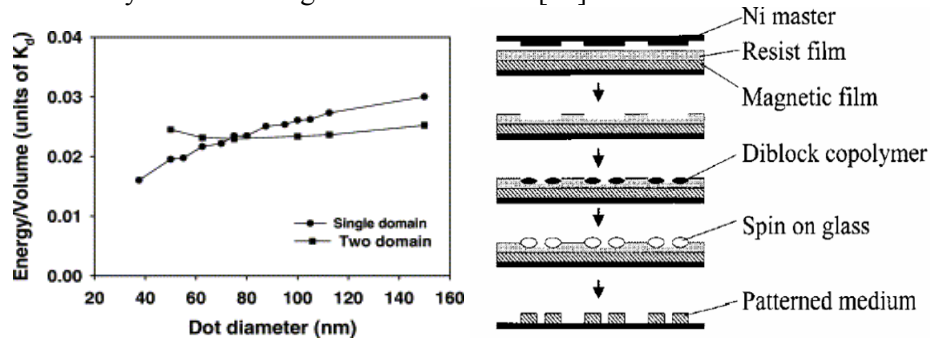 0.04
0.03
0.02
0.01
0.00
Energy/Volume (units of K_d)
Single domain
Two domain
20 40 60 80 100 120 140 160
Dot diameter (nm)
Ni master
Resist film
Magnetic film
Diblock copolymer
Spin on glass
Patterned medium